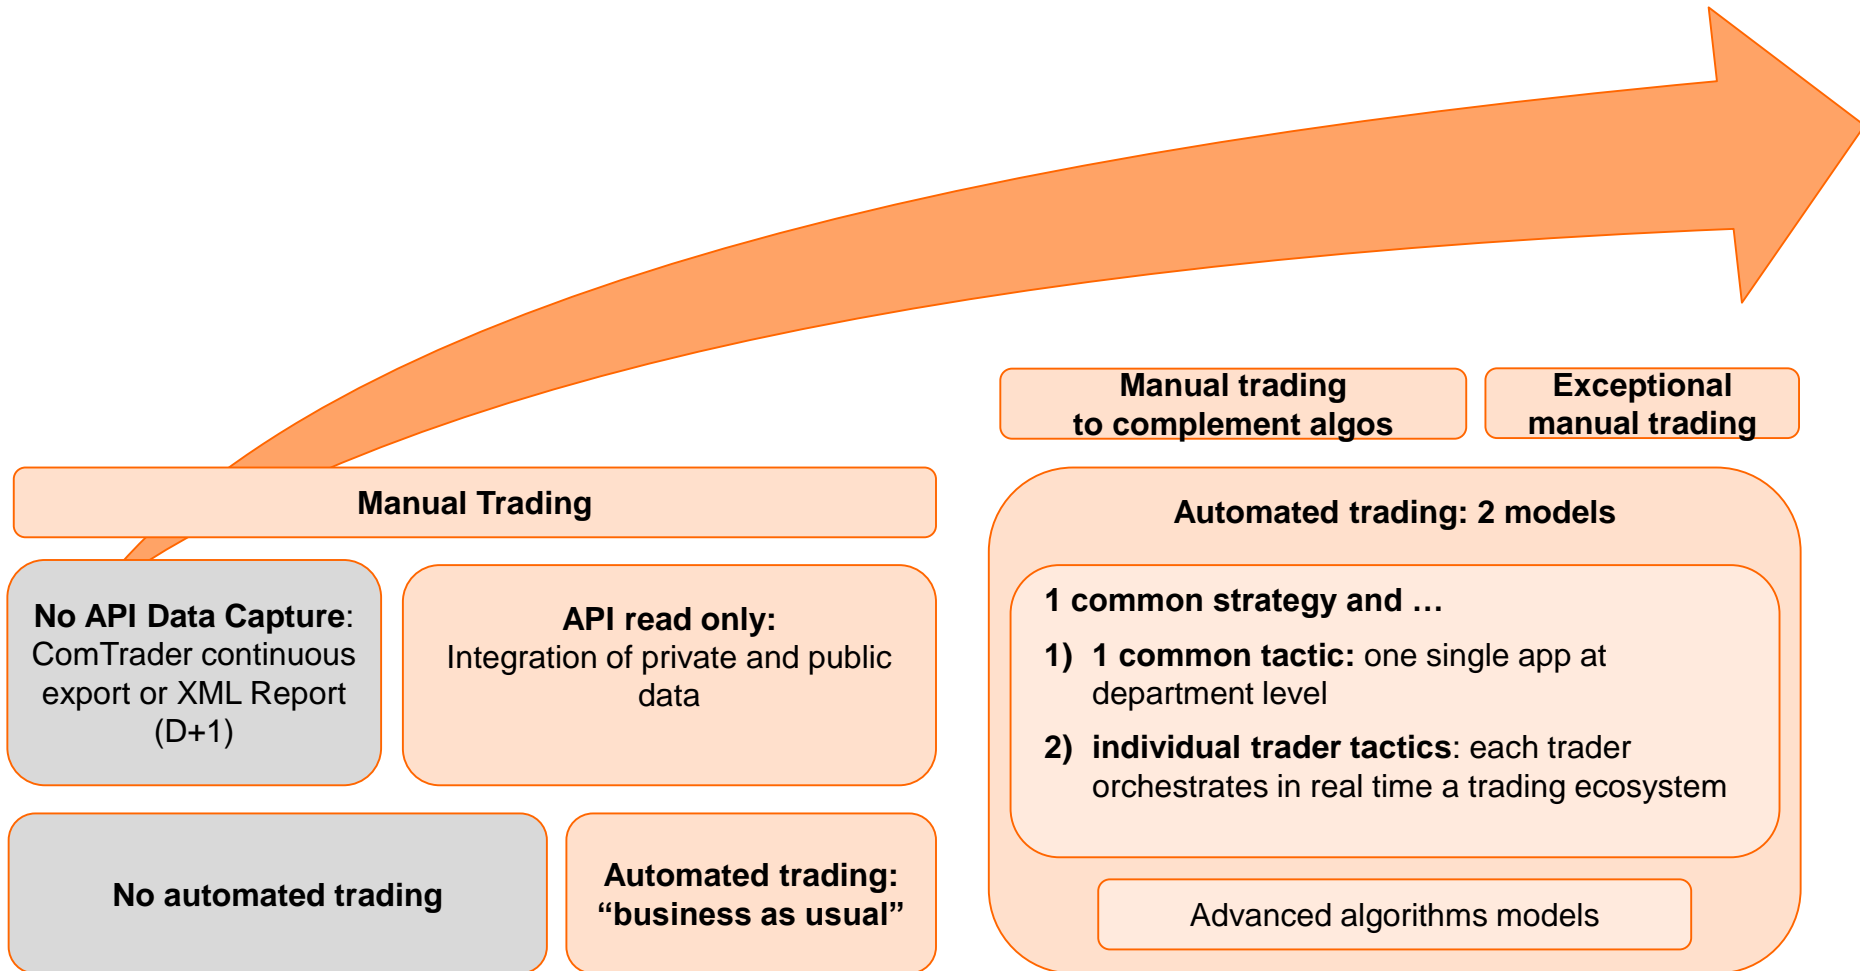 Manual trading
to complement algos
Exceptional
manual trading
Manual Trading
No API Data Capture:
ComTrader continuous
export or XML Report
(D+1)
API read only:
Integration of private and public
data
No automated trading
Automated trading:
“business as usual”
Automated trading: 2 models
1 common strategy and …
1) 1 common tactic: one single app at
department level
2) individual trader tactics: each trader
orchestrates in real time a trading ecosystem
Advanced algorithms models